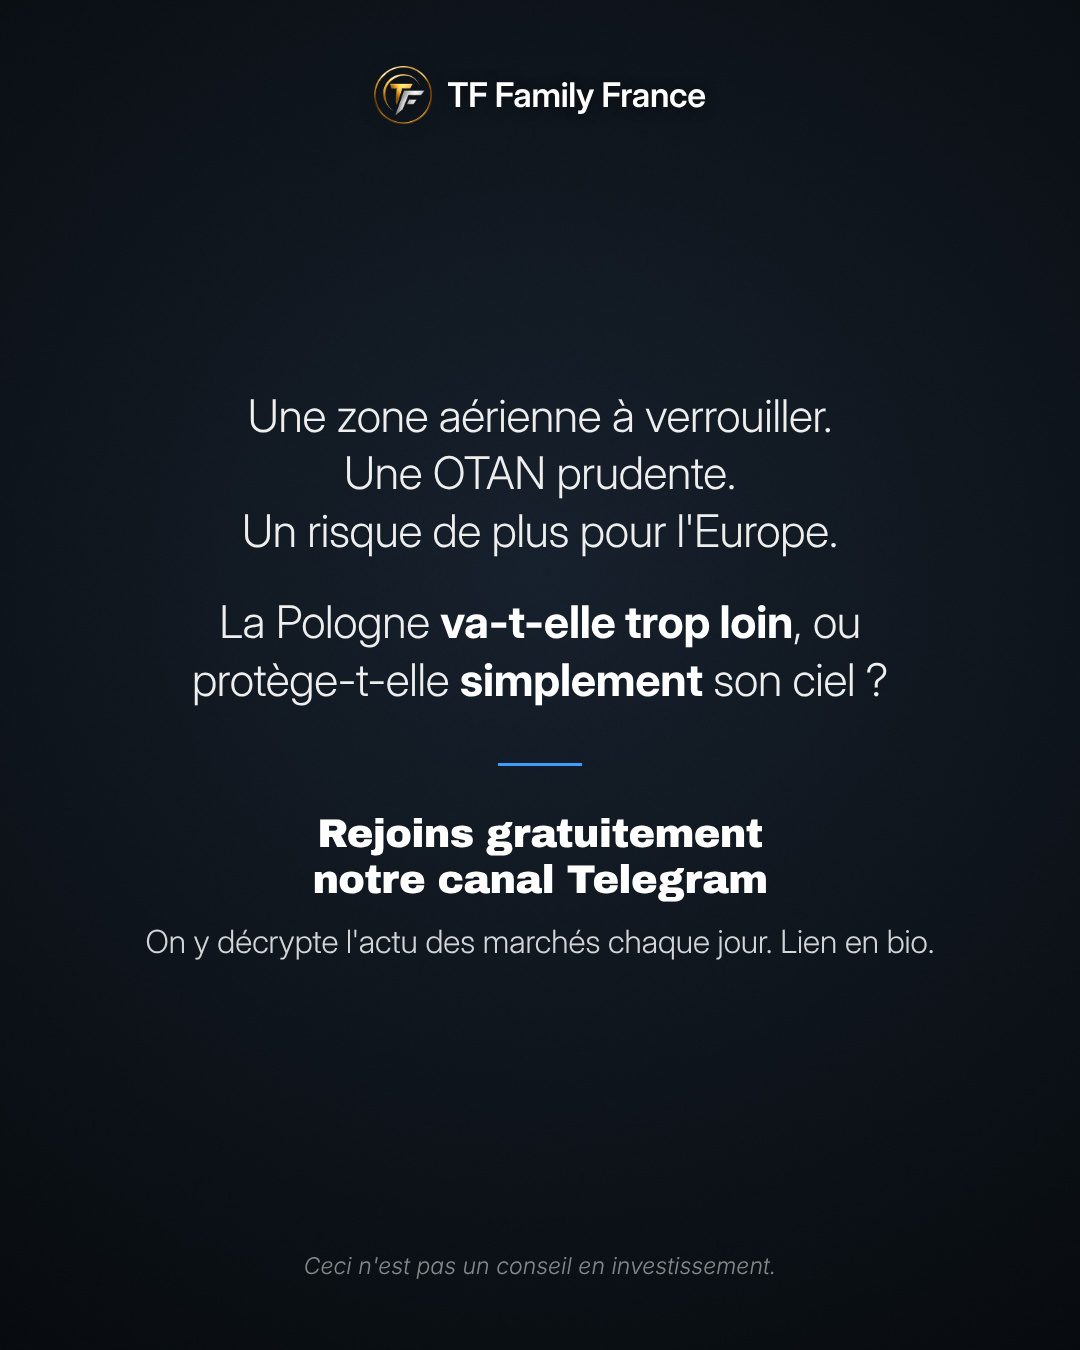 TF TF Family France
Une zone aérienne à verrouiller.
Une OTAN prudente.
Un risque de plus pour l'Europe.
La Pologne va-t-elle trop loin, ou
protège-t-elle simplement son ciel ?
Rejoins gratuitement
notre canal Telegram
On y décrypte l'actu des marchés chaque jour. Lien en bio.
Ceci n'est pas un conseil en investissement.